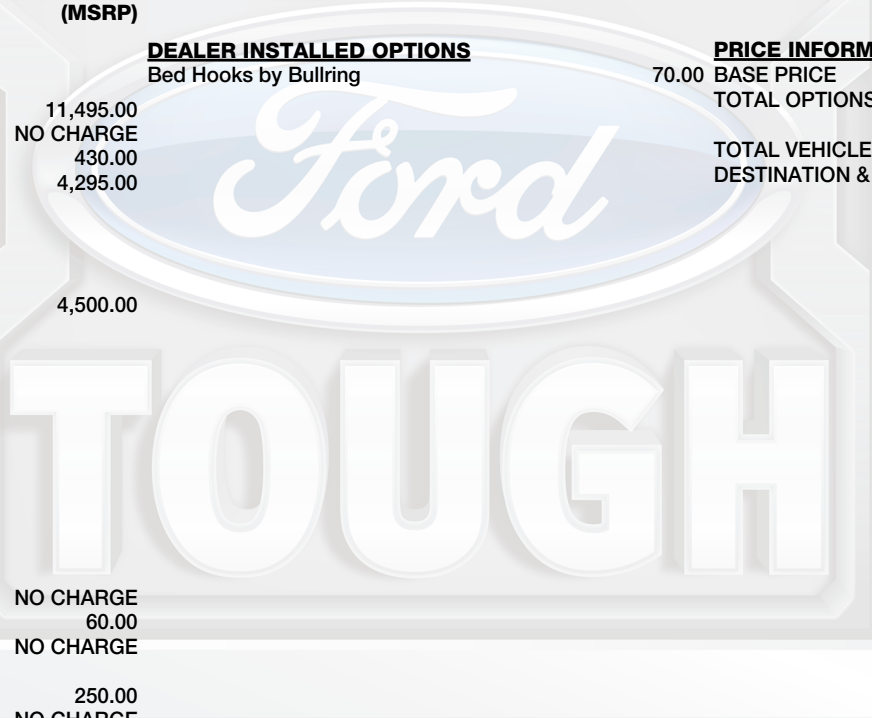 (MSRP)
11,495.00
NO CHARGE
430.00
4,295.00
4,500.00
NO CHARGE
60.00
NO CHARGE
250.00
NO CHARGE
DEALER INSTALLED OPTIONS
Bed Hooks by Bullring 70.00
PRICE INFORM
BASE PRICE
TOTAL OPTIONS
TOTAL VEHICLE
DESTINATION &
Ford
TOUGH